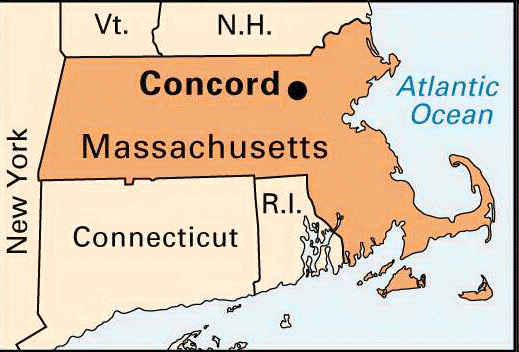 Vt.
N.H.
Concord
Atlantic
Ocean
Massachusetts
New York
R.I.
Connecticut